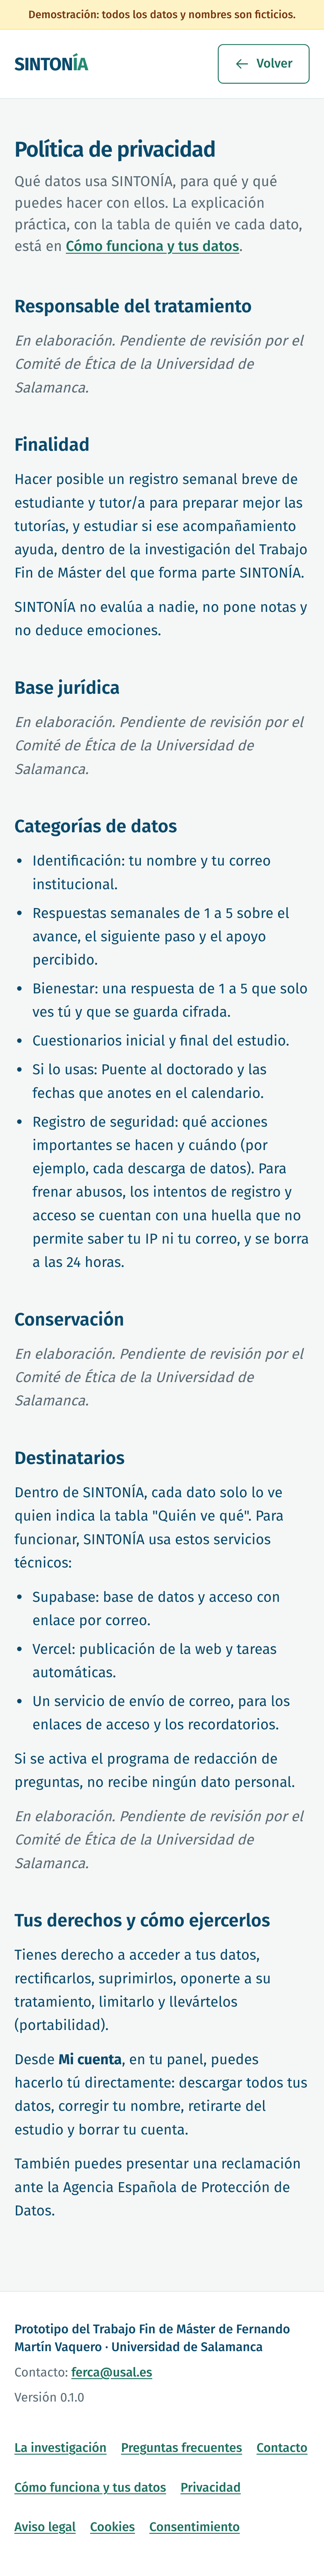 Demostración: todos los datos y nombres son ficticios.
SINTONÍA
← Volver
Política de privacidad
Qué datos usa SINTONÍA, para qué y qué
puedes hacer con ellos. La explicación
práctica, con la tabla de quién ve cada dato,
está en Cómo funciona y tus datos.
Responsable del tratamiento
En elaboración. Pendiente de revisión por el
Comité de Ética de la Universidad de
Salamanca.
Finalidad
Hacer posible un registro semanal breve de
estudiante y tutor/a para preparar mejor las
tutorías, y estudiar si ese acompañamiento
ayuda, dentro de la investigación del Trabajo
Fin de Máster del que forma parte SINTONÍA.
SINTONÍA no evalúa a nadie, no pone notas y
no deduce emociones.
Base jurídica
En elaboración. Pendiente de revisión por el
Comité de Ética de la Universidad de
Salamanca.
Categorías de datos
• Identificación: tu nombre y tu correo
institucional.
• Respuestas semanales de 1 a 5 sobre el
avance, el siguiente paso y el apoyo
percibido.
• Bienestar: una respuesta de 1 a 5 que solo
ves tú y que se guarda cifrada.
• Cuestionarios inicial y final del estudio.
• Si lo usas: Puente al doctorado y las
fechas que anotes en el calendario.
• Registro de seguridad: qué acciones
importantes se hacen y cuándo (por
ejemplo, cada descarga de datos). Para
frenar abusos, los intentos de registro y
acceso se cuentan con una huella que no
permite saber tu IP ni tu correo, y se borra
a las 24 horas.
Conservación
En elaboración. Pendiente de revisión por el
Comité de Ética de la Universidad de
Salamanca.
Destinatarios
Dentro de SINTONÍA, cada dato solo lo ve
quien indica la tabla "Quién ve qué". Para
funcionar, SINTONÍA usa estos servicios
técnicos:
• Supabase: base de datos y acceso con
enlace por correo.
• Vercel: publicación de la web y tareas
automáticas.
• Un servicio de envío de correo, para los
enlaces de acceso y los recordatorios.
Si se activa el programa de redacción de
preguntas, no recibe ningún dato personal.
En elaboración. Pendiente de revisión por el
Comité de Ética de la Universidad de
Salamanca.
Tus derechos y cómo ejercerlos
Tienes derecho a acceder a tus datos,
rectificarlos, suprimirlos, oponerte a su
tratamiento, limitarlo y llevártelos
(portabilidad).
Desde Mi cuenta, en tu panel, puedes
hacerlo tú directamente: descargar todos tus
datos, corregir tu nombre, retirarte del
estudio y borrar tu cuenta.
También puedes presentar una reclamación
ante la Agencia Española de Protección de
Datos.
Prototipo del Trabajo Fin de Máster de Fernando
Martín Vaquero · Universidad de Salamanca
Contacto: ferca@usal.es
Versión 0.1.0
La investigación Preguntas frecuentes Contacto
Cómo funciona y tus datos Privacidad
Aviso legal Cookies Consentimiento